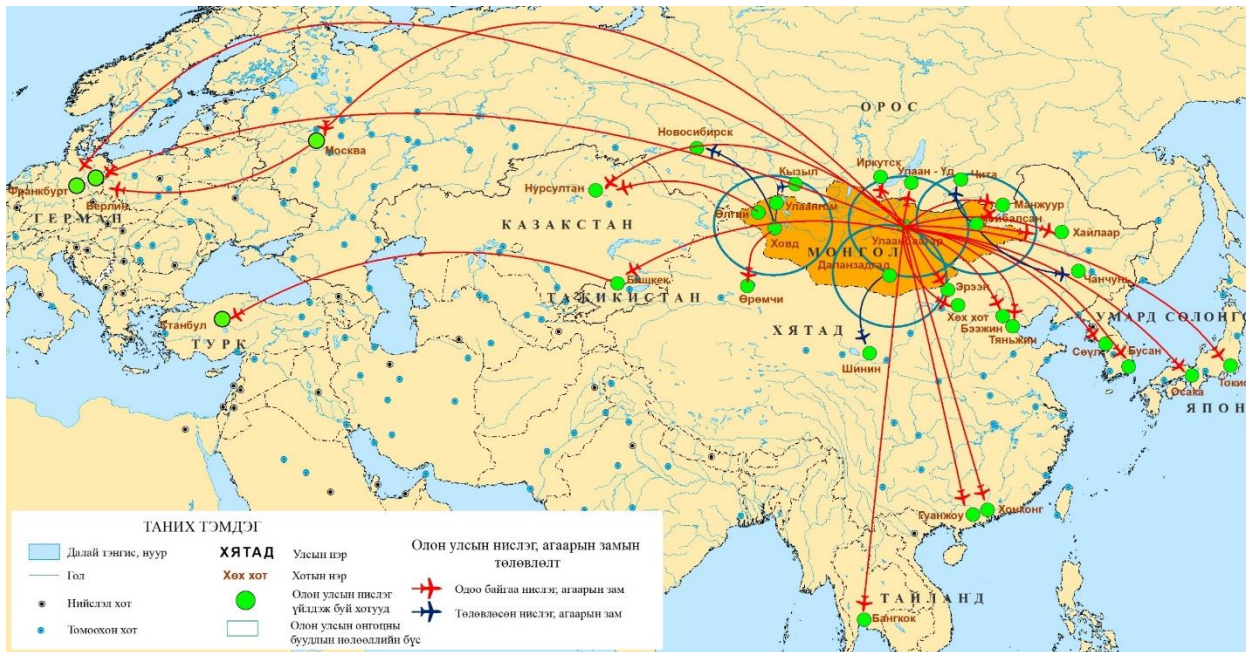 ОРОС
Новосибирск
Москва
Иркутск
Улаан - Үд
Чита
Кызыл
Франкбурт
Берлин
Нурсултан
Манжуур
Өлгий
Улаангом
ГЕРМАН
КАЗАКСТАН
Чойбалсан
Хайлаар
Ховд
Улаанбаатар
МОНГОЛ
Даланзадгад
Чанчунь
Бишкек
Эрээн
ТАЖИКИСТАН
Өрөмчи
Станбул
Хөх хот
УМАРД СОЛОНГО
ХЯТАД
Бээжин
Тяньжин
ТУРК
Сөүл
Бусан
Шинин
Осака
Токио
ЯПОН
Гуанжоу
Хонконг
ТАЙЛАНД
Бангкок
ТАНИХ ТЭМДЭГ
Далай тэнгис, нуур
Гол
Нийслэл хот
Томоохон хот
ХЯТАД
Улсын нэр
Хөх хот
Хотын нэр
Олон улсын нислэг
үйлдэж буй хотууд
Олон улсын онгоцны
буудлын нөлөөллийн бүс
Олон улсын нислэг, агаарын замын
төлөвлөлт
Одоо байгаа нислэг, агаарын зам
Төлөвлөсөн нислэг, агаарын зам